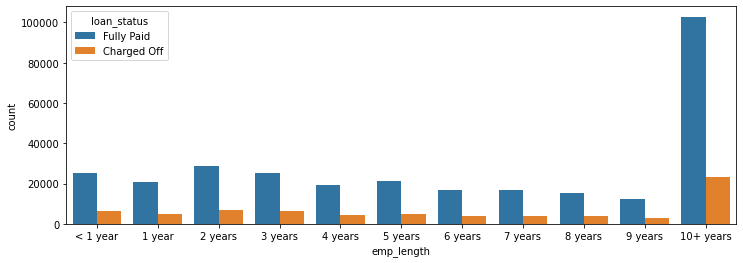 loan_status
Fully Paid
Charged Off
100000
80000
60000
40000
20000
0
count
< 1 year 1 year 2 years 3 years 4 years 5 years 6 years 7 years 8 years 9 years 10+ years
emp_length